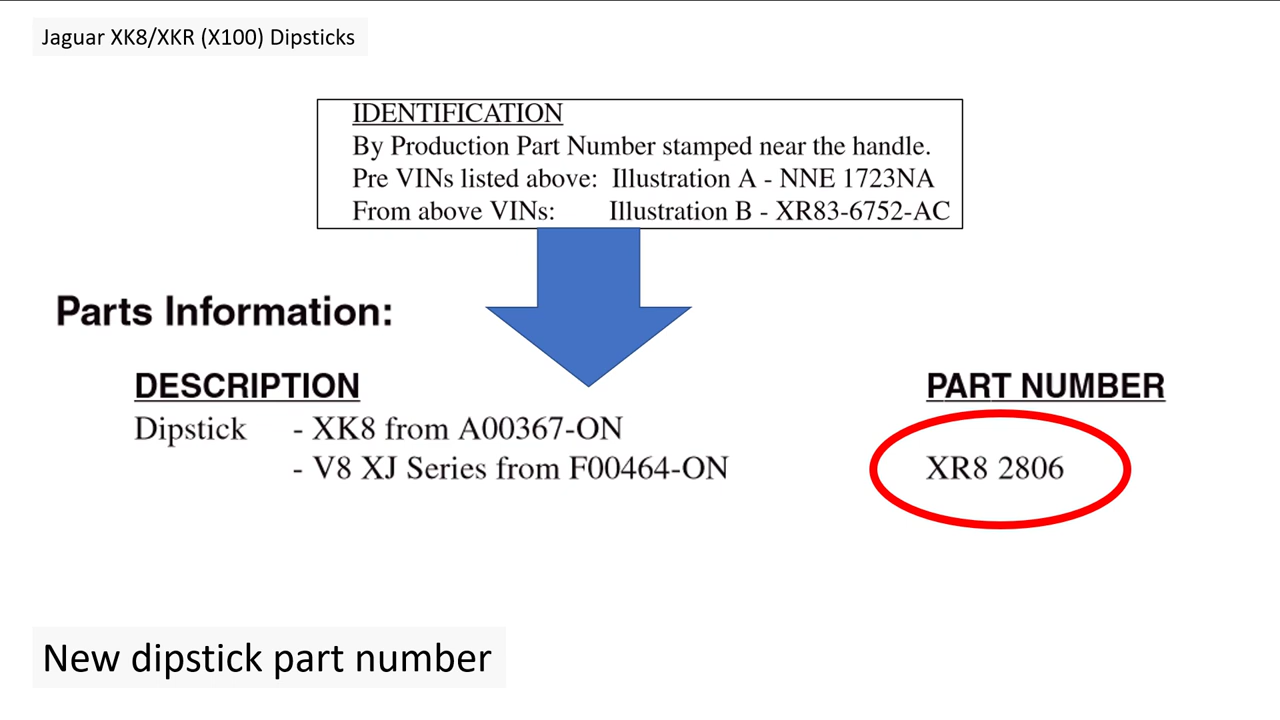 Jaguar XK8/XKR (X100) Dipsticks
IDENTIFICATION
By Production Part Number stamped near the handle.
Pre VINs listed above: Illustration A - NNE 1723NA
From above VINs: Illustration B - XR83-6752-AC
Parts Information:
DESCRIPTION PART NUMBER
Dipstick - XK8 from A00367-ON
- V8 XJ Series from F00464-ON XR8 2806
New dipstick part number